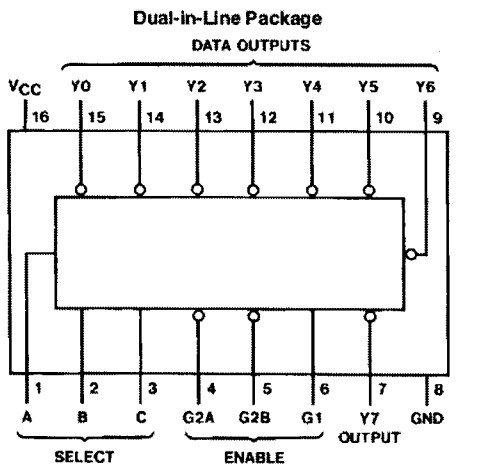 Dual-in-Line Package
DATA OUTPUTS
VCC Y0 Y1 Y2 Y3 Y4 Y5 Y6
16 15 14 13 12 11 10 9
1 2 3 4 5 6 7 8
A B C G2A G2B G1 Y7 GND
OUTPUT
SELECT ENABLE